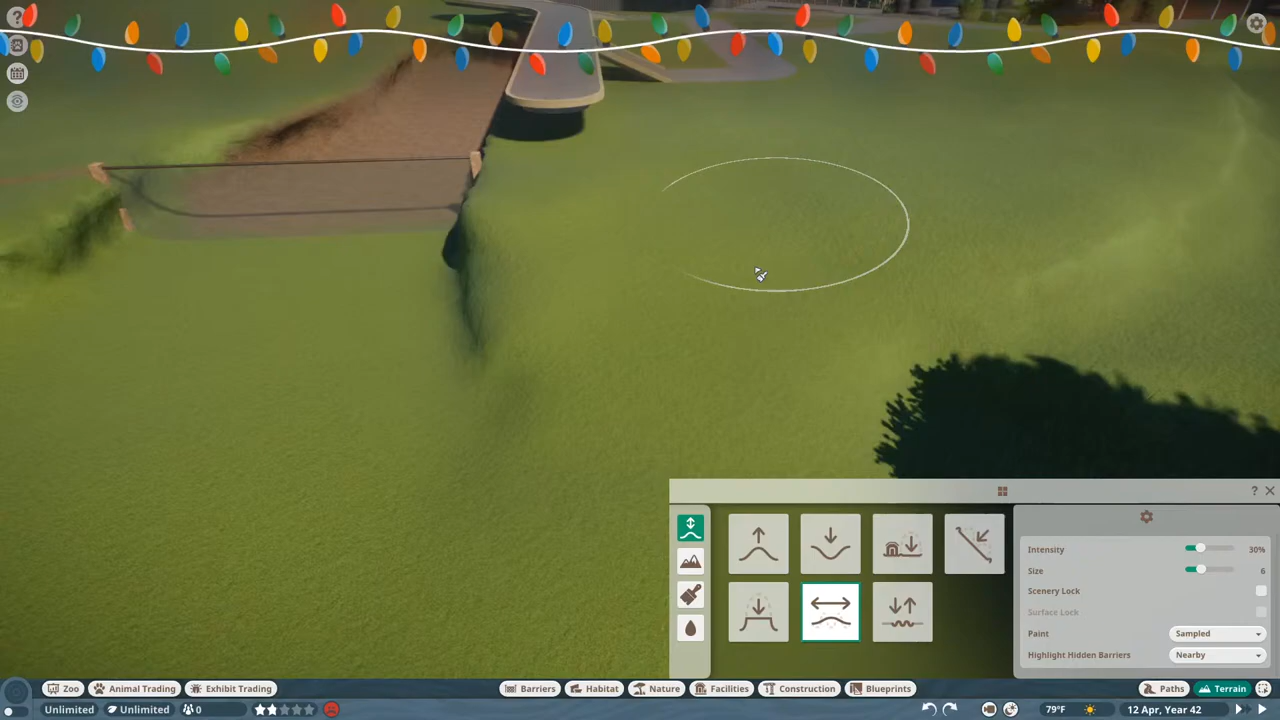 ?
? X
Intensity 30%
Size 6
Scenery Lock
Surface Lock
Paint Sampled
Highlight Hidden Barriers Nearby
Zoo Animal Trading Exhibit Trading Barriers Habitat Nature Facilities Construction Blueprints Paths Terrain
Unlimited Unlimited 0 79°F 12 Apr, Year 42